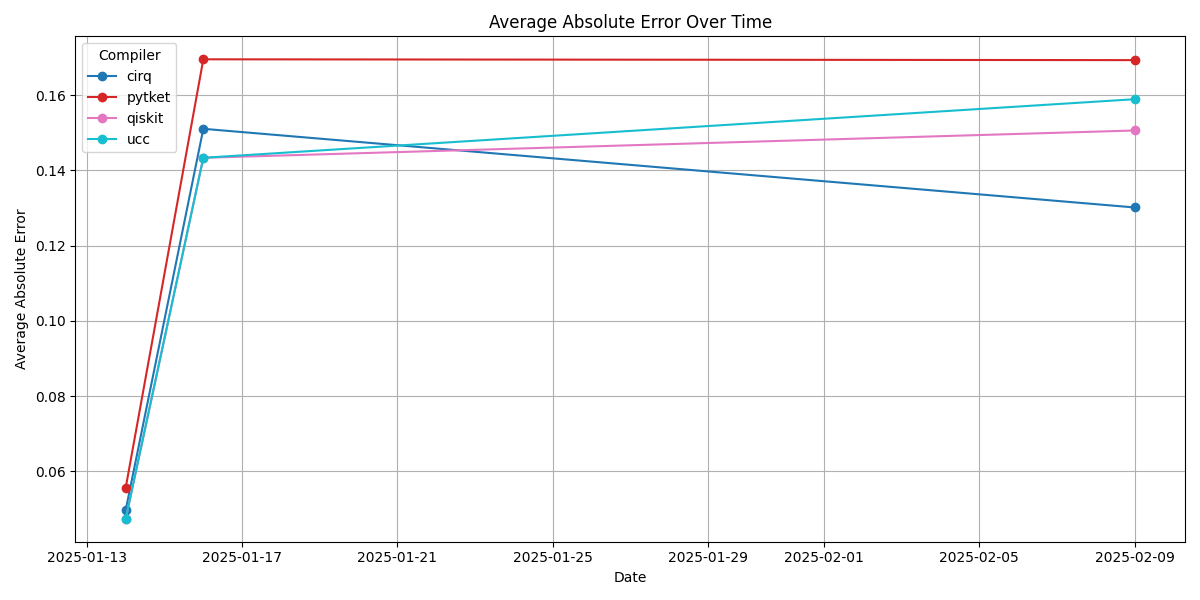 Average Absolute Error Over Time
Compiler
cirq
pytket
qiskit
ucc
Average Absolute Error
0.16
0.14
0.12
0.10
0.08
0.06
2025-01-13 2025-01-17 2025-01-21 2025-01-25 2025-01-29 2025-02-01 2025-02-05 2025-02-09
Date